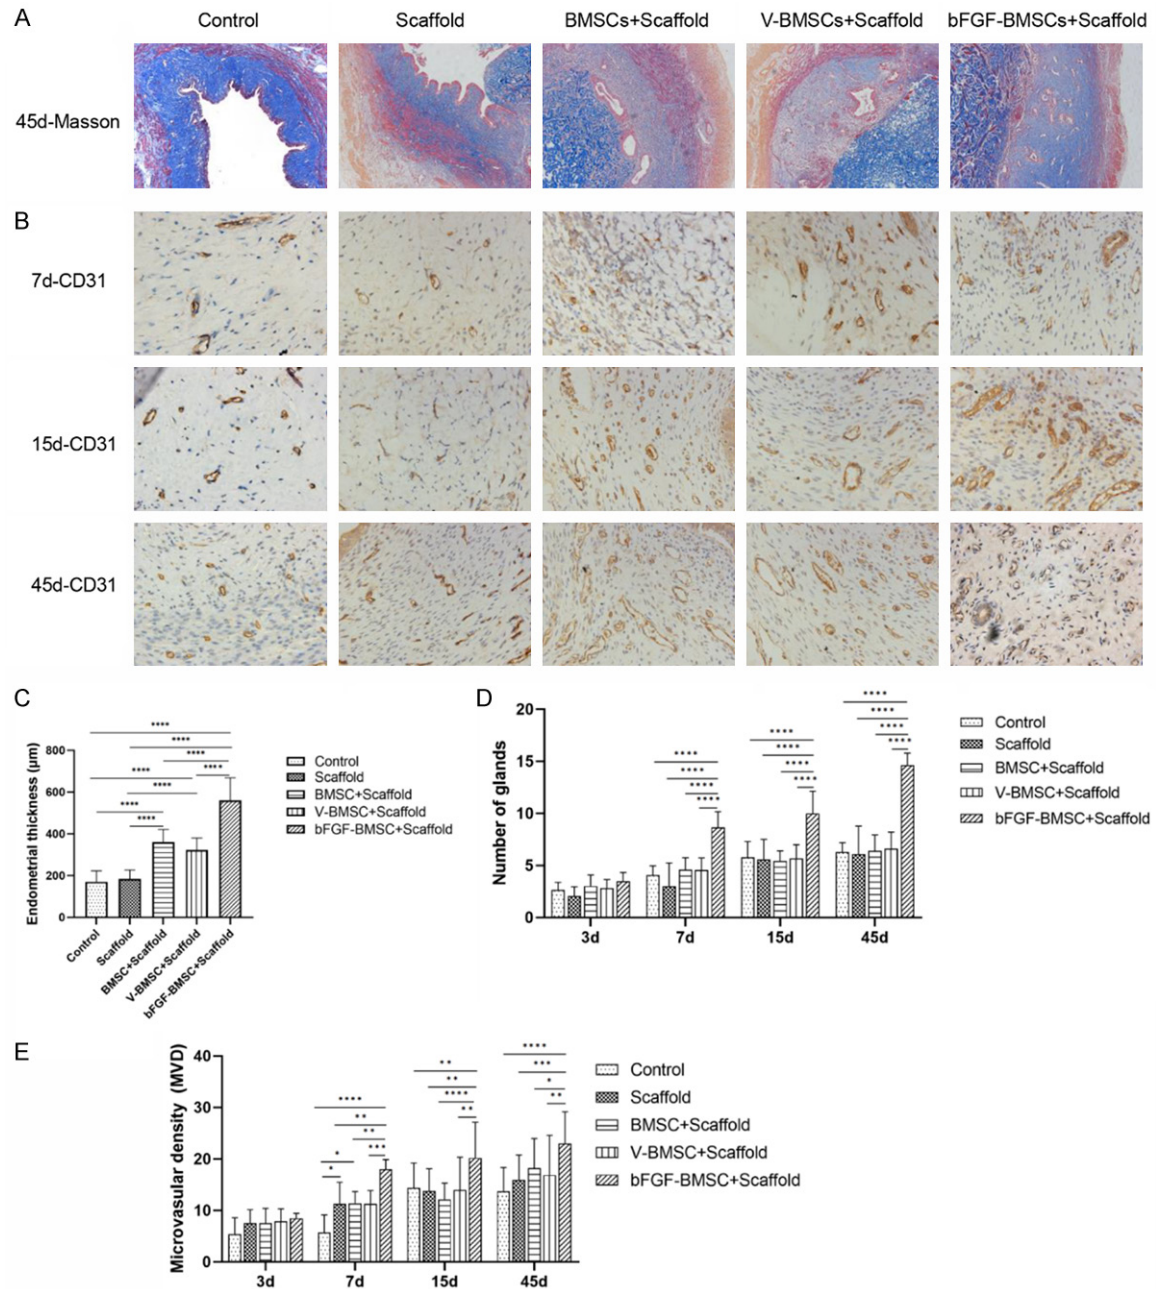 A
Control
Scaffold
BMSCs+Scaffold
V-BMSCs+Scaffold
bFGF-BMSCs+Scaffold
45d-Masson
B
7d-CD31
15d-CD31
45d-CD31
C
Endometrial thickness (μm)
800
600
400
200
0
****
****
****
****
****
****
****
****
Control
Scaffold
BMSC+Scaffold
V-BMSC+Scaffold
bFGF-BMSC+Scaffold
Control
Scaffold
BMSC+Scaffold
V-BMSC+Scaffold
bFGF-BMSC+Scaffold
D
Number of glands
20
15
10
5
0
****
****
****
****
****
****
****
****
****
****
****
****
3d
7d
15d
45d
Control
Scaffold
BMSC+Scaffold
V-BMSC+Scaffold
bFGF-BMSC+Scaffold
E
Microvasular density (MVD)
40
30
20
10
0
****
**
**
***
*
*
**
**
****
**
****
***
*
**
3d
7d
15d
45d
Control
Scaffold
BMSC+Scaffold
V-BMSC+Scaffold
bFGF-BMSC+Scaffold